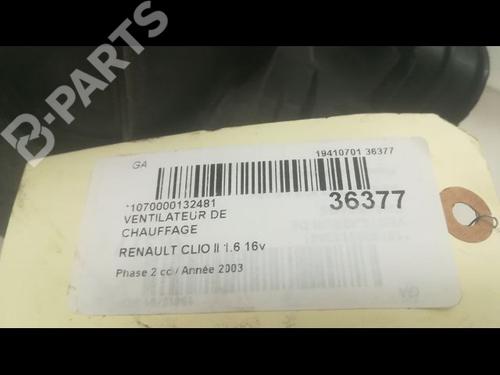 B-PARTS
GA
19410701 36377
*1070000132481
36377
VENTILATEUR DE
CHAUFFAGE
RENAULT CLIO II 1.6 16v
Phase 2 cc / Année 2003